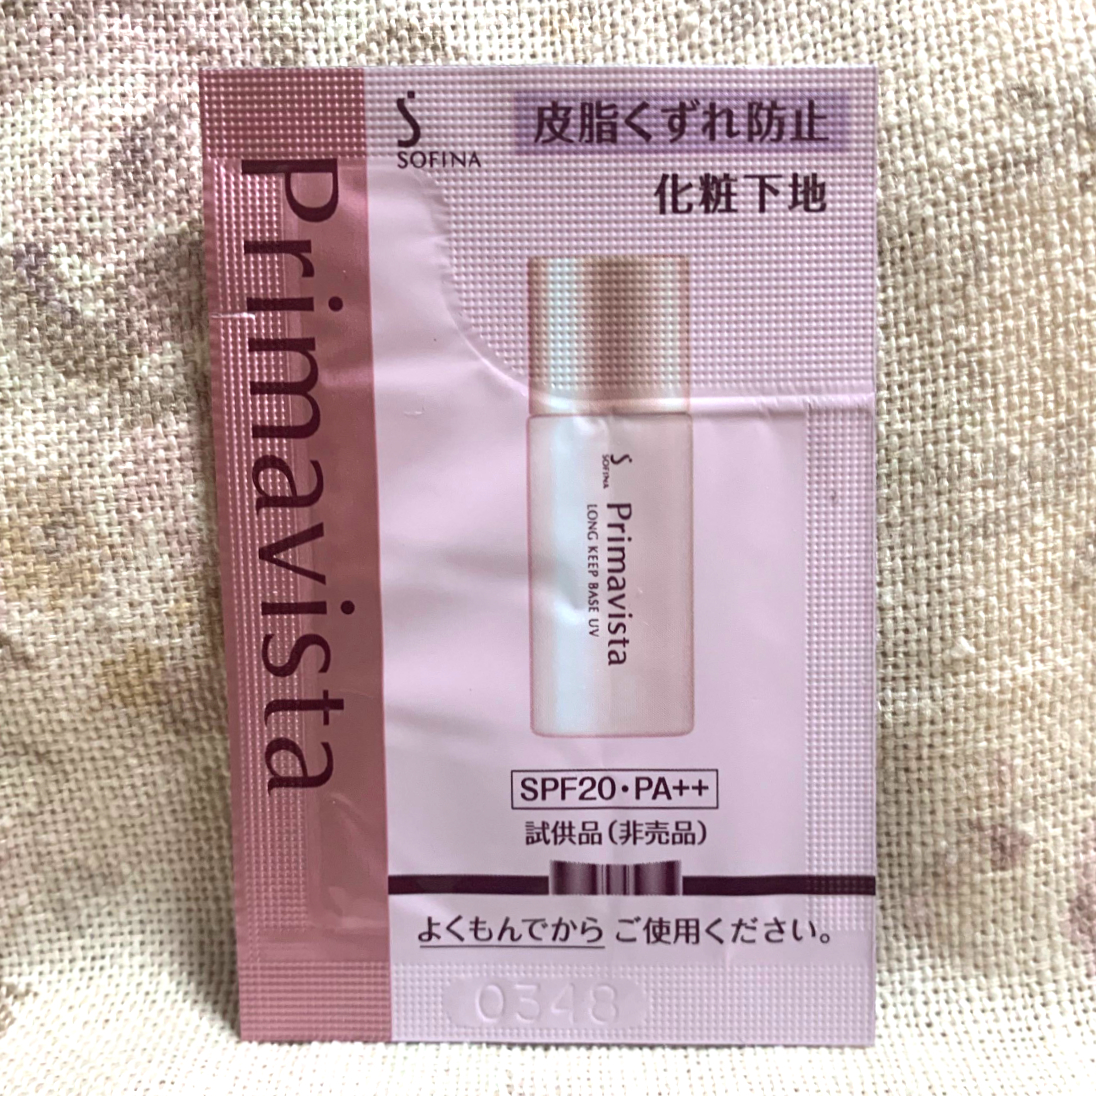 SOFINA
皮脂くずれ防止
化粧下地
Primavista
SOFINA
Primavista
LONG KEEP BASE UV
SPF20・PA++
試供品(非売品)
よくもんでから ご使用ください。
0348